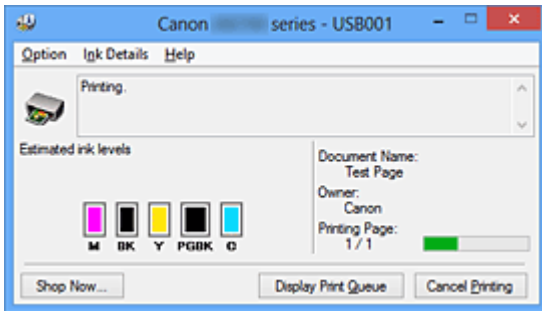 Canon series - USB001
Option Ink Details Help
Printing.
Estimated ink levels
M BK Y PGBK C
Document Name:
Test Page
Owner:
Canon
Printing Page:
1 / 1
Shop Now... Display Print Queue Cancel Printing